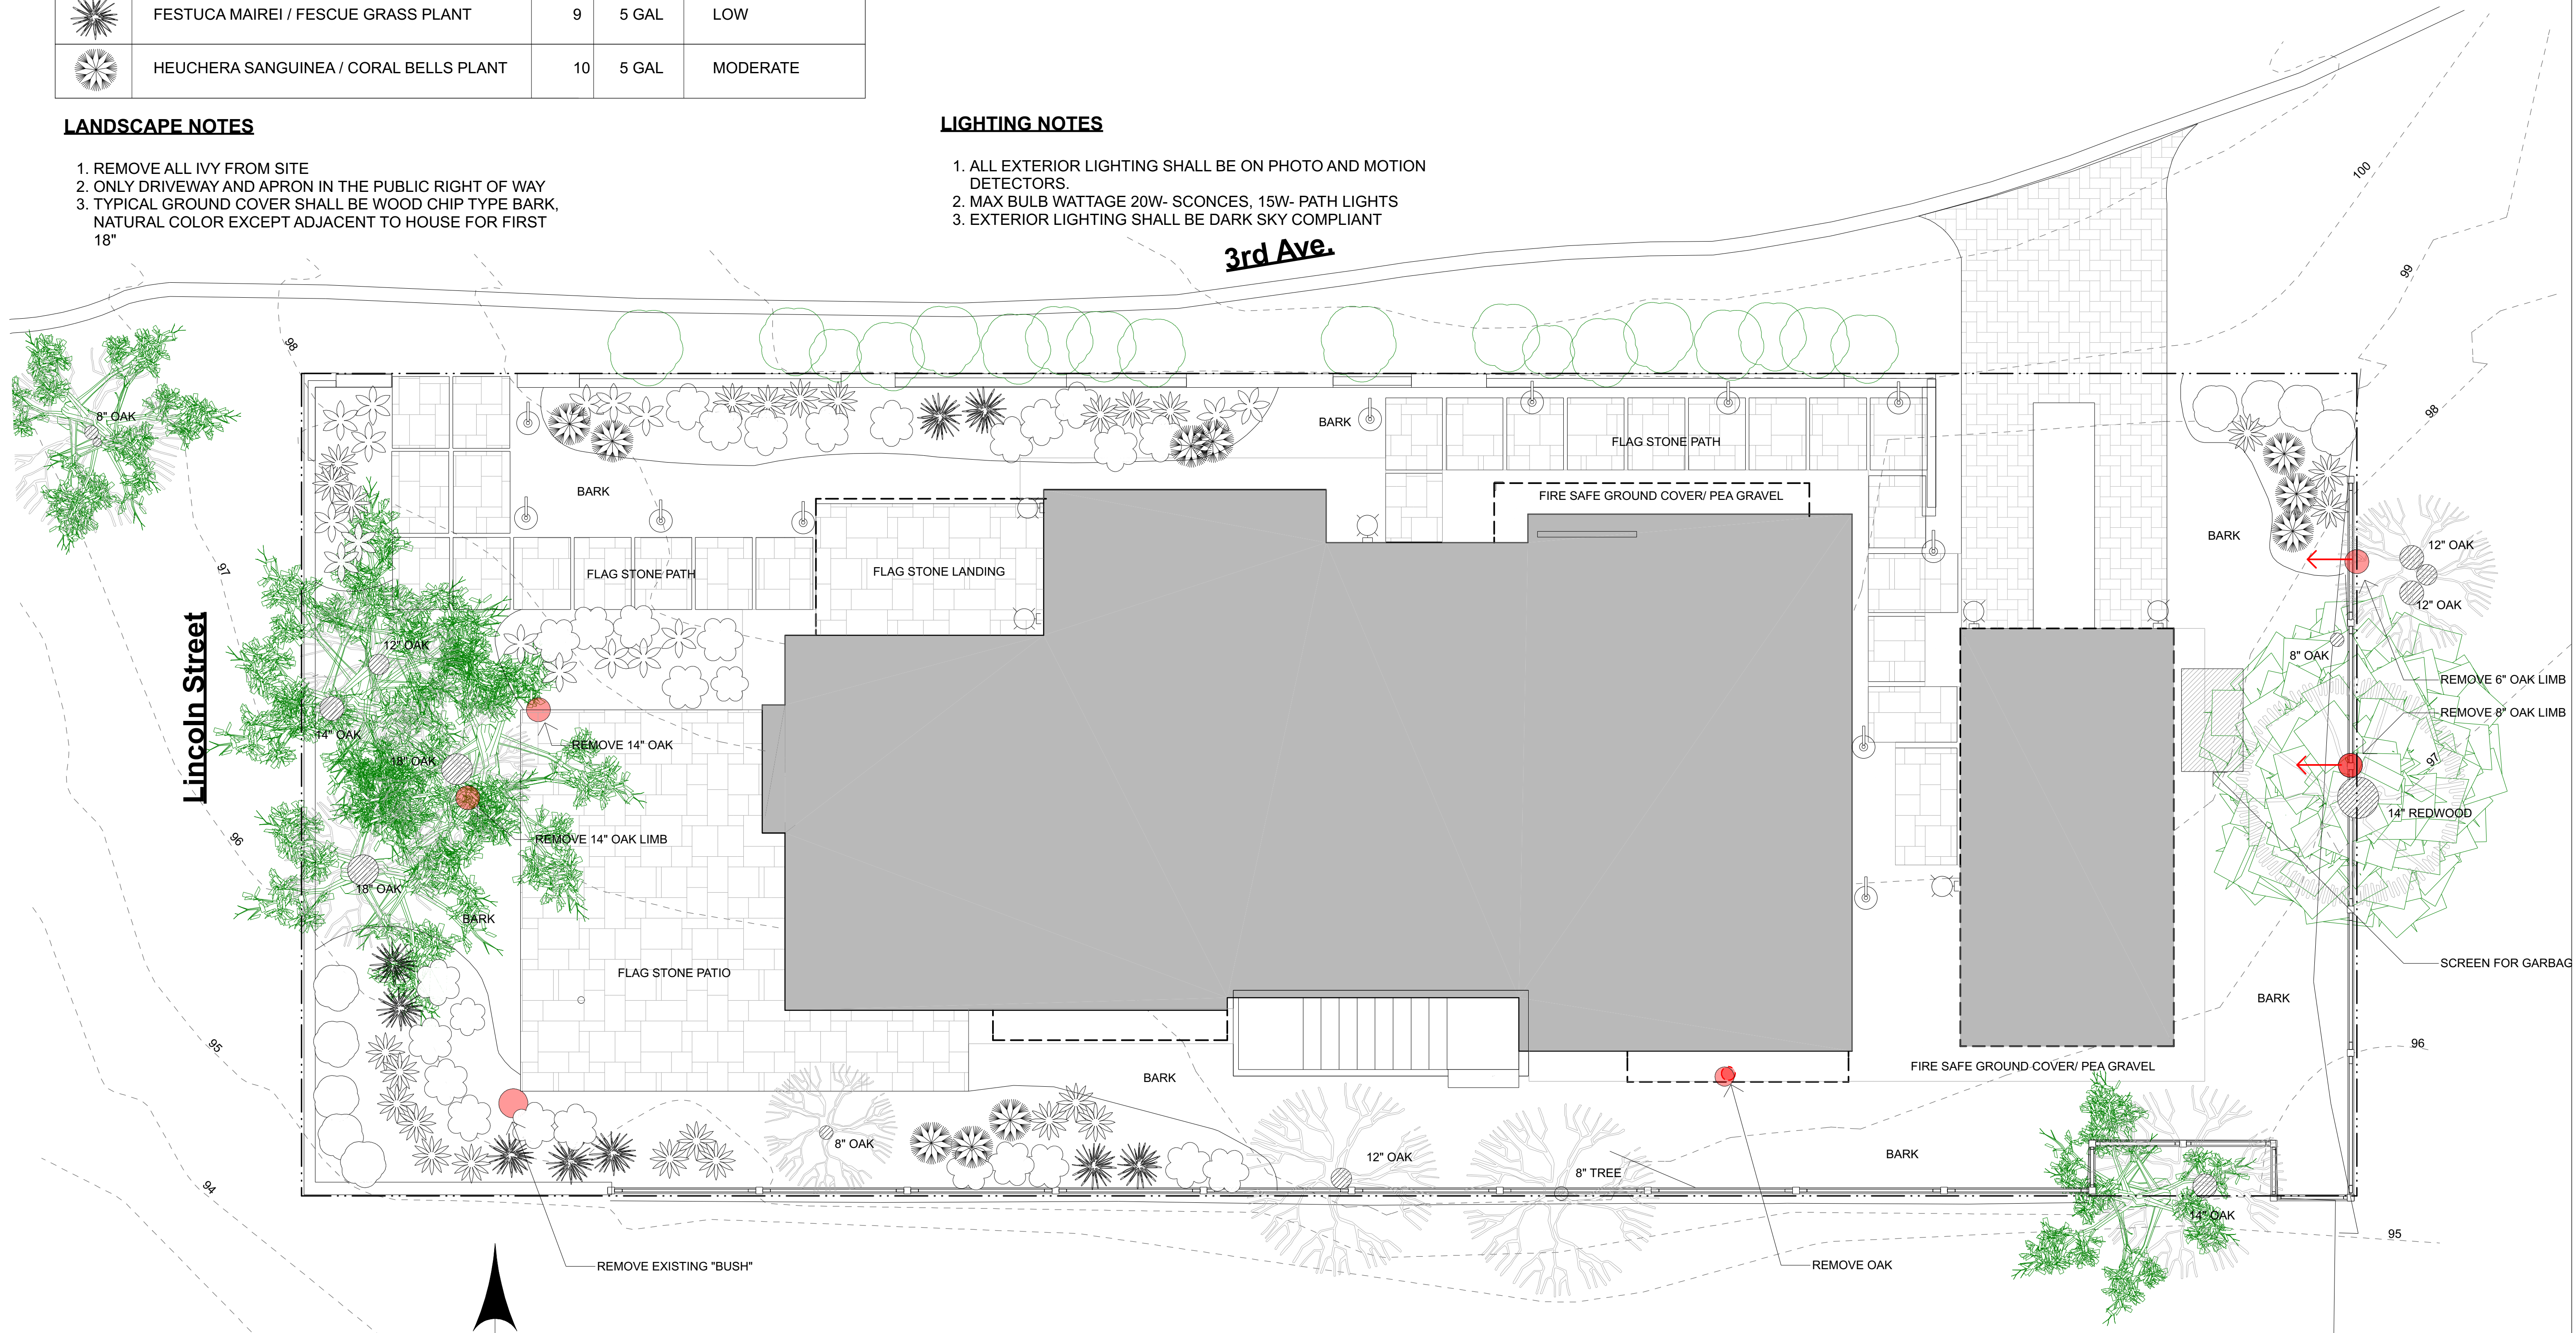 FESTUCA MAIREI / FESCUE GRASS PLANT 9 5 GAL LOW
HEUCHERA SANGUINEA / CORAL BELLS PLANT 10 5 GAL MODERATE
LANDSCAPE NOTES
1. REMOVE ALL IVY FROM SITE
2. ONLY DRIVEWAY AND APRON IN THE PUBLIC RIGHT OF WAY
3. TYPICAL GROUND COVER SHALL BE WOOD CHIP TYPE BARK,
NATURAL COLOR EXCEPT ADJACENT TO HOUSE FOR FIRST
18"
LIGHTING NOTES
1. ALL EXTERIOR LIGHTING SHALL BE ON PHOTO AND MOTION
DETECTORS.
2. MAX BULB WATTAGE 20W- SCONCES, 15W- PATH LIGHTS
3. EXTERIOR LIGHTING SHALL BE DARK SKY COMPLIANT
3rd Ave.
100
99
98
98
8" OAK
BARK
FLAG STONE PATH
BARK
FIRE SAFE GROUND COVER/ PEA GRAVEL
BARK
12" OAK
97
FLAG STONE PATH
FLAG STONE LANDING
12" OAK
Lincoln Street
12" OAK
8" OAK
REMOVE 6" OAK LIMB
14" OAK
REMOVE 14" OAK
REMOVE 8" OAK LIMB
18" OAK
97
96
REMOVE 14" OAK LIMB
14" REDWOOD
18" OAK
BARK
FLAG STONE PATIO
SCREEN FOR GARBAG
BARK
95
96
BARK
FIRE SAFE GROUND COVER/ PEA GRAVEL
8" OAK
12" OAK
8" TREE
BARK
94
14" OAK
95
REMOVE EXISTING "BUSH"
REMOVE OAK